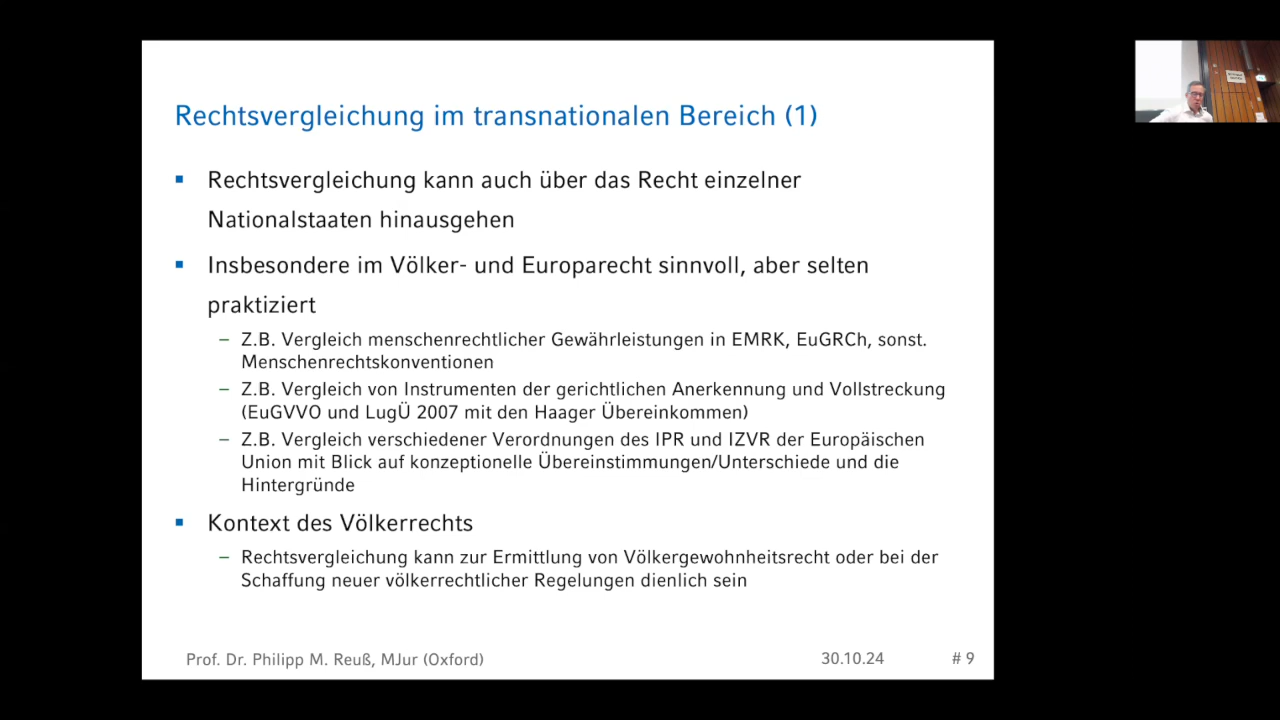 Rechtsvergleichung im transnationalen Bereich (1)
▪ Rechtsvergleichung kann auch über das Recht einzelner
Nationalstaaten hinausgehen
▪ Insbesondere im Völker- und Europarecht sinnvoll, aber selten
praktiziert
– Z.B. Vergleich menschenrechtlicher Gewährleistungen in EMRK, EuGRCh, sonst.
Menschenrechtskonventionen
– Z.B. Vergleich von Instrumenten der gerichtlichen Anerkennung und Vollstreckung
(EuGVVO und LugÜ 2007 mit den Haager Übereinkommen)
– Z.B. Vergleich verschiedener Verordnungen des IPR und IZVR der Europäischen
Union mit Blick auf konzeptionelle Übereinstimmungen/Unterschiede und die
Hintergründe
▪ Kontext des Völkerrechts
– Rechtsvergleichung kann zur Ermittlung von Völkergewohnheitsrecht oder bei der
Schaffung neuer völkerrechtlicher Regelungen dienlich sein
Prof. Dr. Philipp M. Reuß, MJur (Oxford) 30.10.24 # 9